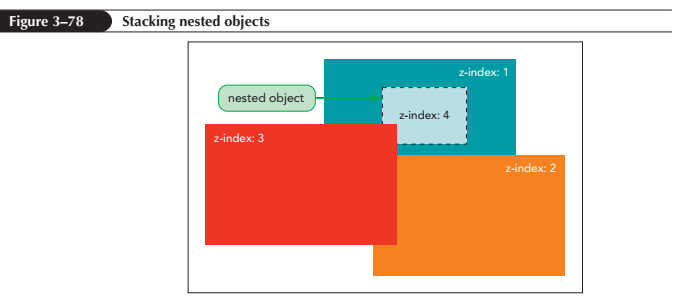 Figure 3–78 Stacking nested objects
z-index: 1
nested object
z-index: 4
z-index: 3
z-index: 2